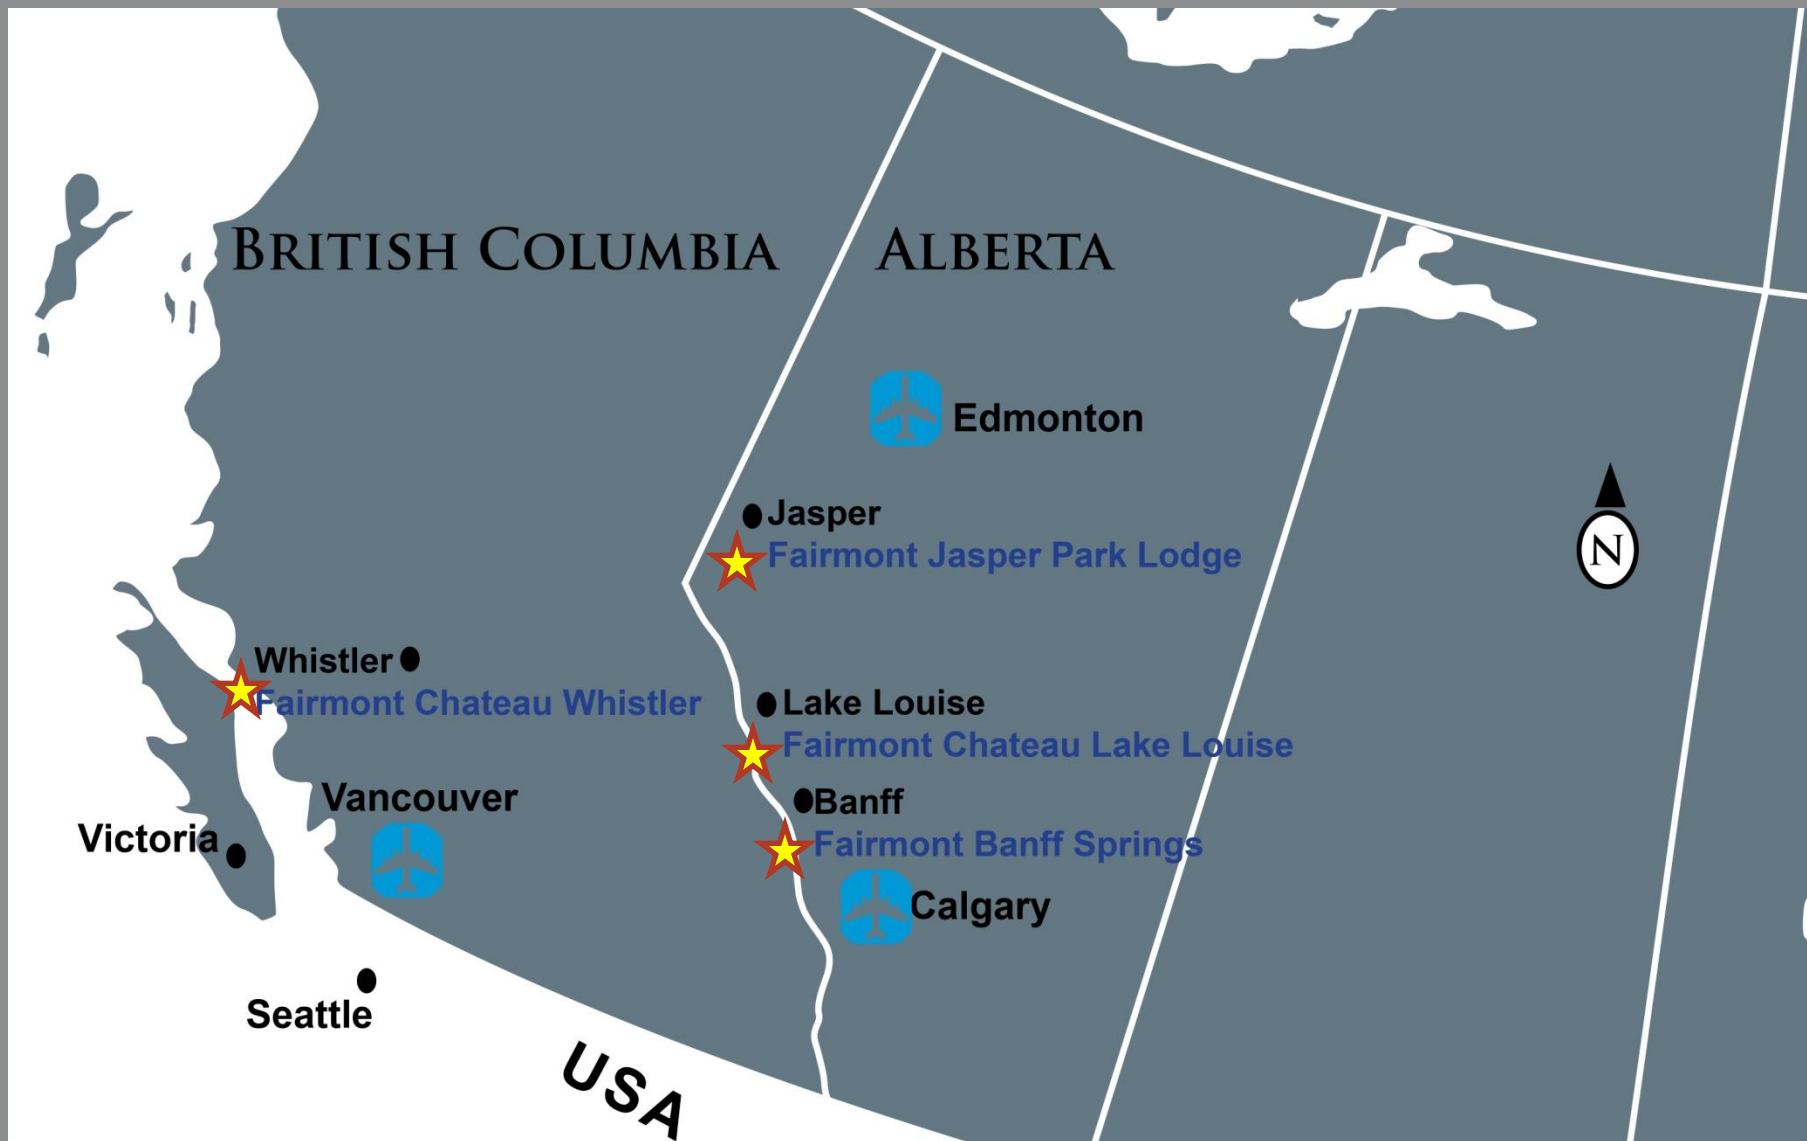 BRITISH COLUMBIA
ALBERTA
Edmonton
Jasper
Fairmont Jasper Park Lodge
N
Whistler
Fairmont Chateau Whistler
Lake Louise
Fairmont Chateau Lake Louise
Vancouver
Banff
Victoria
Fairmont Banff Springs
Calgary
Seattle
USA